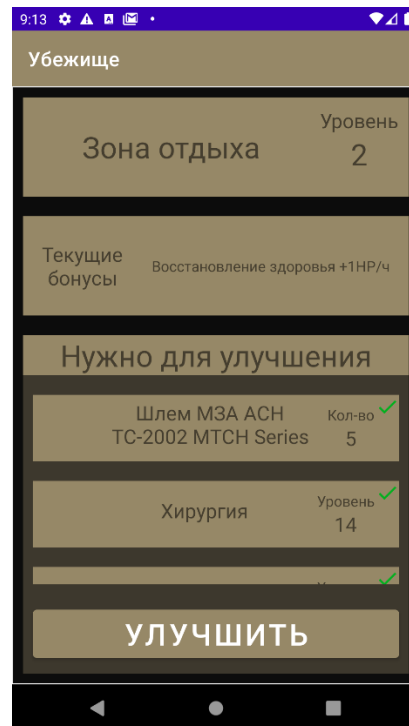 9:13
Убежище
Уровень
Зона отдыха
2
Текущие
бонусы
Восстановление здоровья +1HP/ч
Нужно для улучшения
Шлем МЗА АСН
TC-2002 MTCH Series
Кол-во
5
Хирургия
Уровень
14
УЛУЧШИТЬ